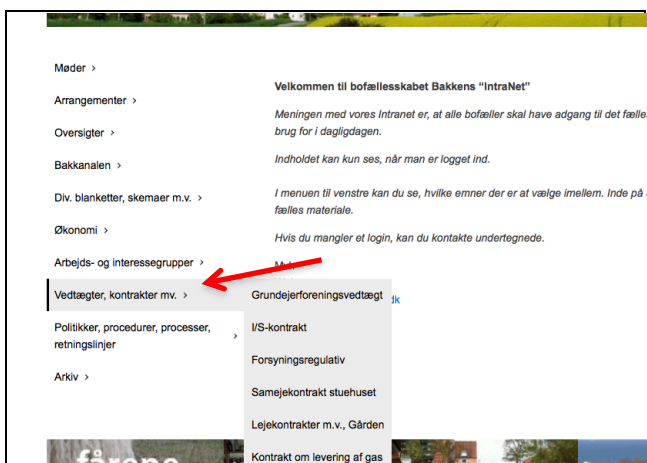 Møder >
Arrangementer >
Oversigter >
Bakkanalen >
Div. blanketter, skemaer m.v. >
Økonomi >
Arbejds- og interessegrupper >
Vedtægter, kontrakter mv. >
Politikker, procedurer, processer, >
retningslinjer
Arkiv >
Velkommen til bofællesskabet Bakkens “IntraNet”
Meningen med vores Intranet er, at alle bofæller skal have adgang til det fælles
brug for i dagligdagen.
Indholdet kan kun ses, når man er logget ind.
I menuen til venstre kan du se, hvilke emner der er at vælge imellem. Inde på
fælles materiale.
Hvis du mangler et login, kan du kontakte undertegnede.
dk
Grundejerforeningsvedtægt
I/S-kontrakt
Forsyningsregulativ
Samejekontrakt stuehuset
Lejekontrakter m.v., Gården
Kontrakt om levering af gas